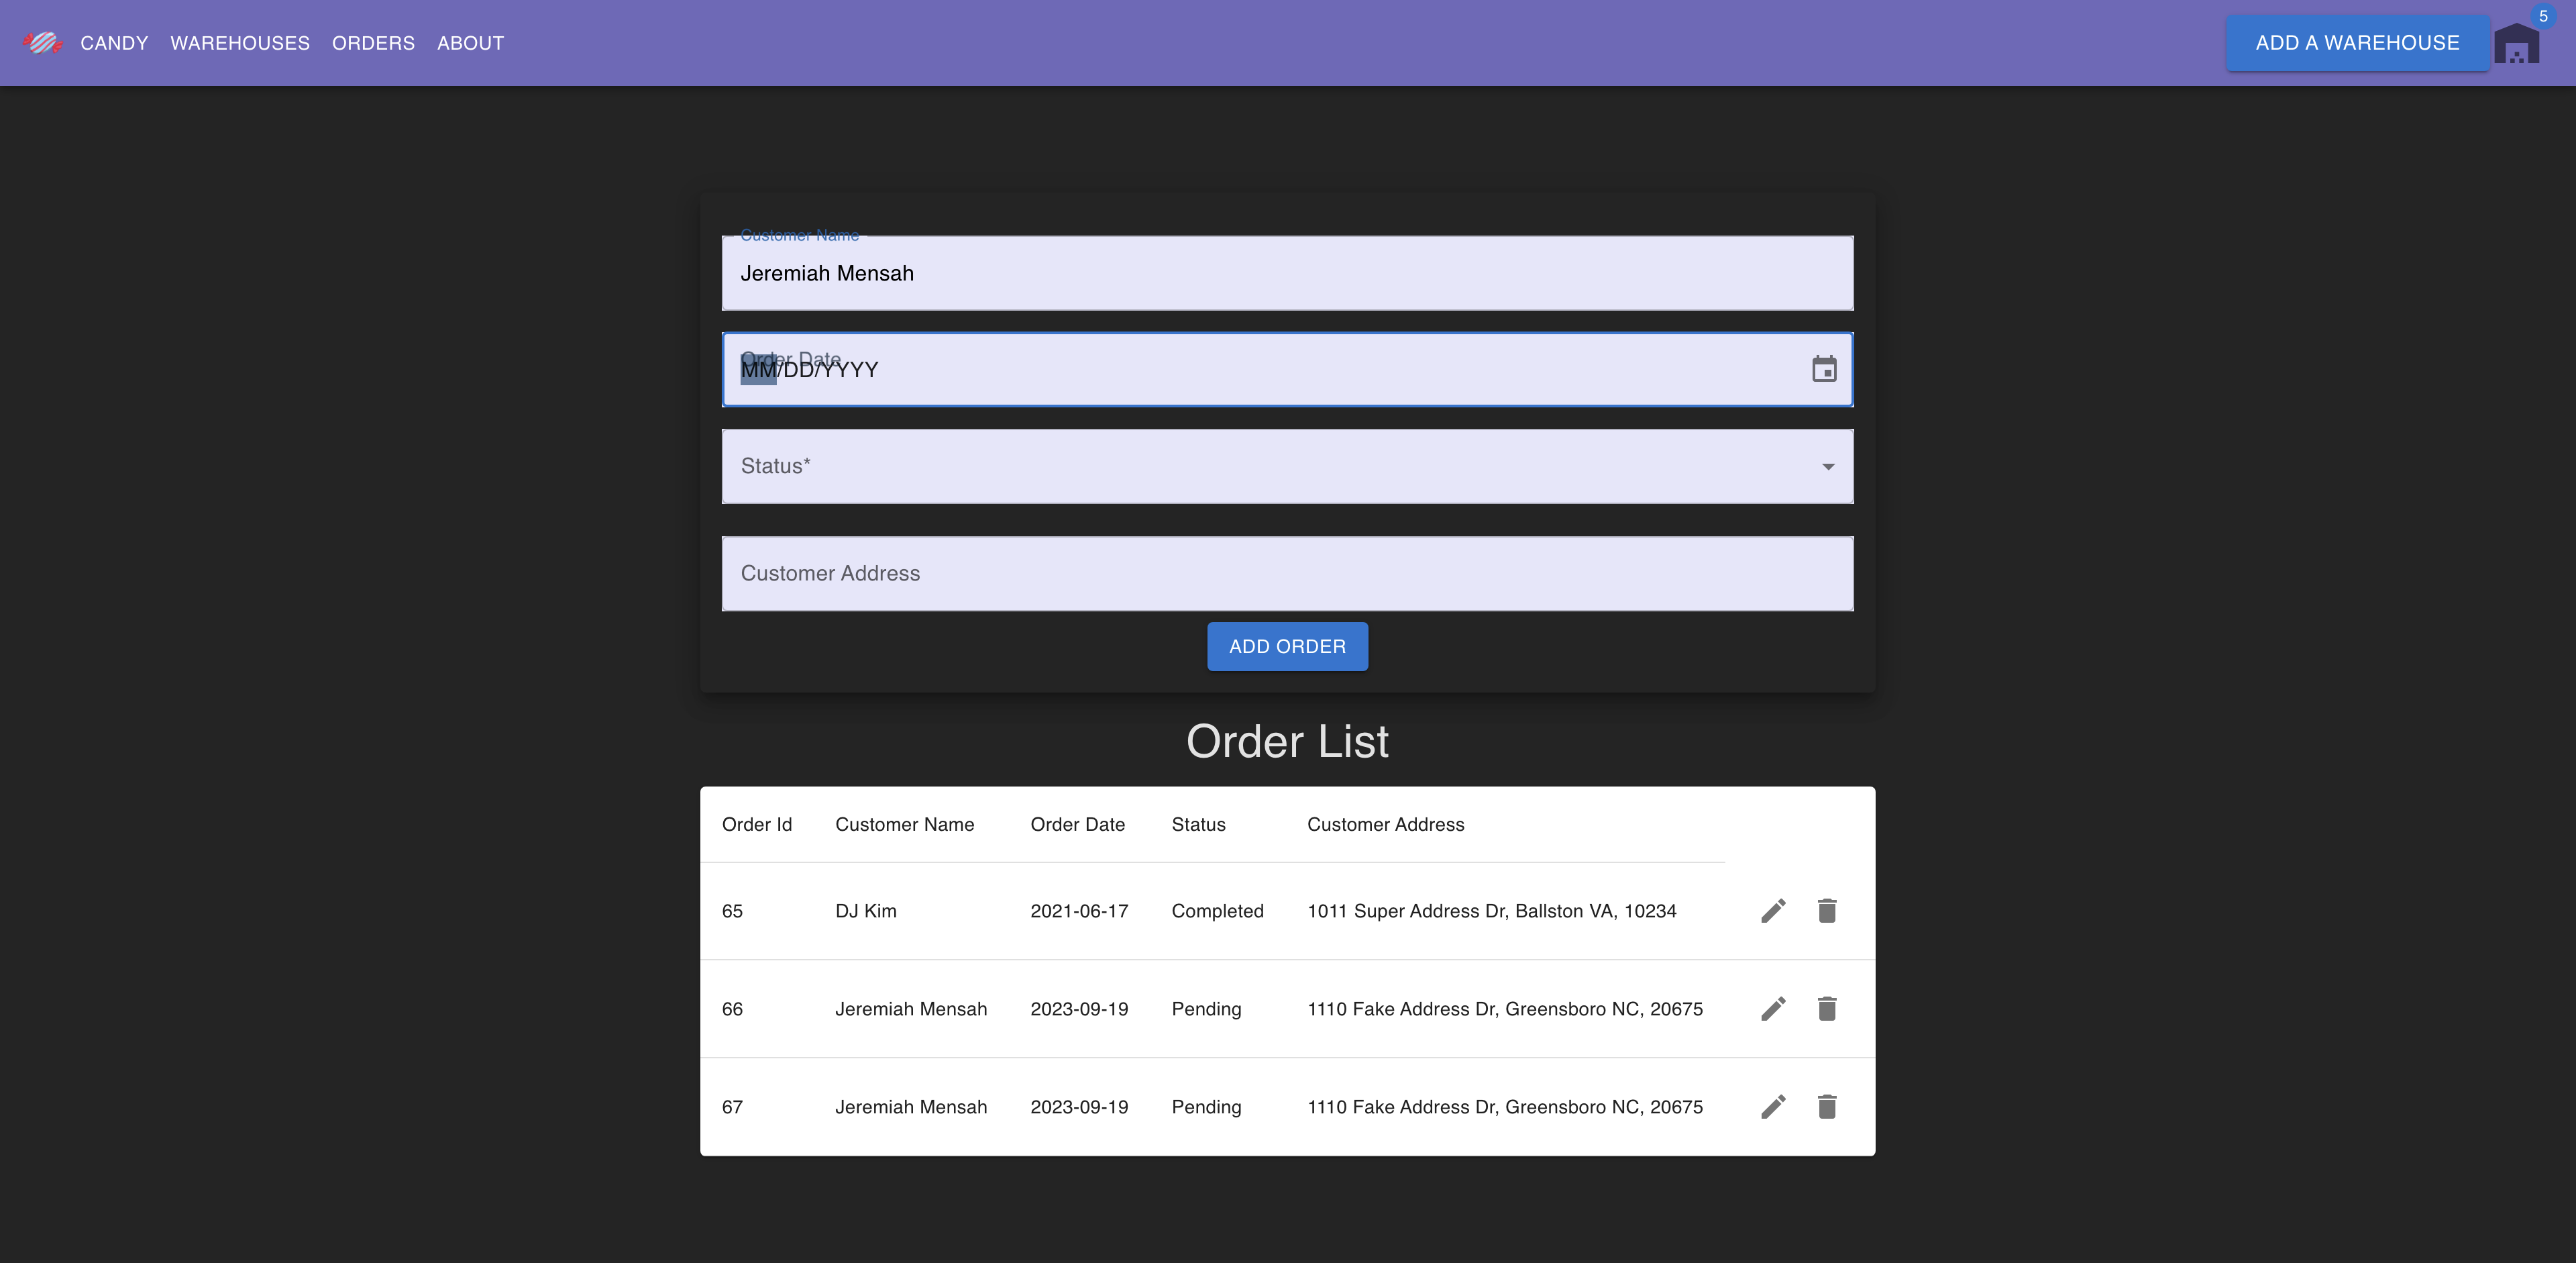 CANDY WAREHOUSES ORDERS ABOUT ADD A WAREHOUSE 5
Customer Name
Jeremiah Mensah
Order Date
MM/DD/YYYY
Status*
Customer Address
ADD ORDER
Order List
Order Id Customer Name Order Date Status Customer Address
65 DJ Kim 2021-06-17 Completed 1011 Super Address Dr, Ballston VA, 10234
66 Jeremiah Mensah 2023-09-19 Pending 1110 Fake Address Dr, Greensboro NC, 20675
67 Jeremiah Mensah 2023-09-19 Pending 1110 Fake Address Dr, Greensboro NC, 20675